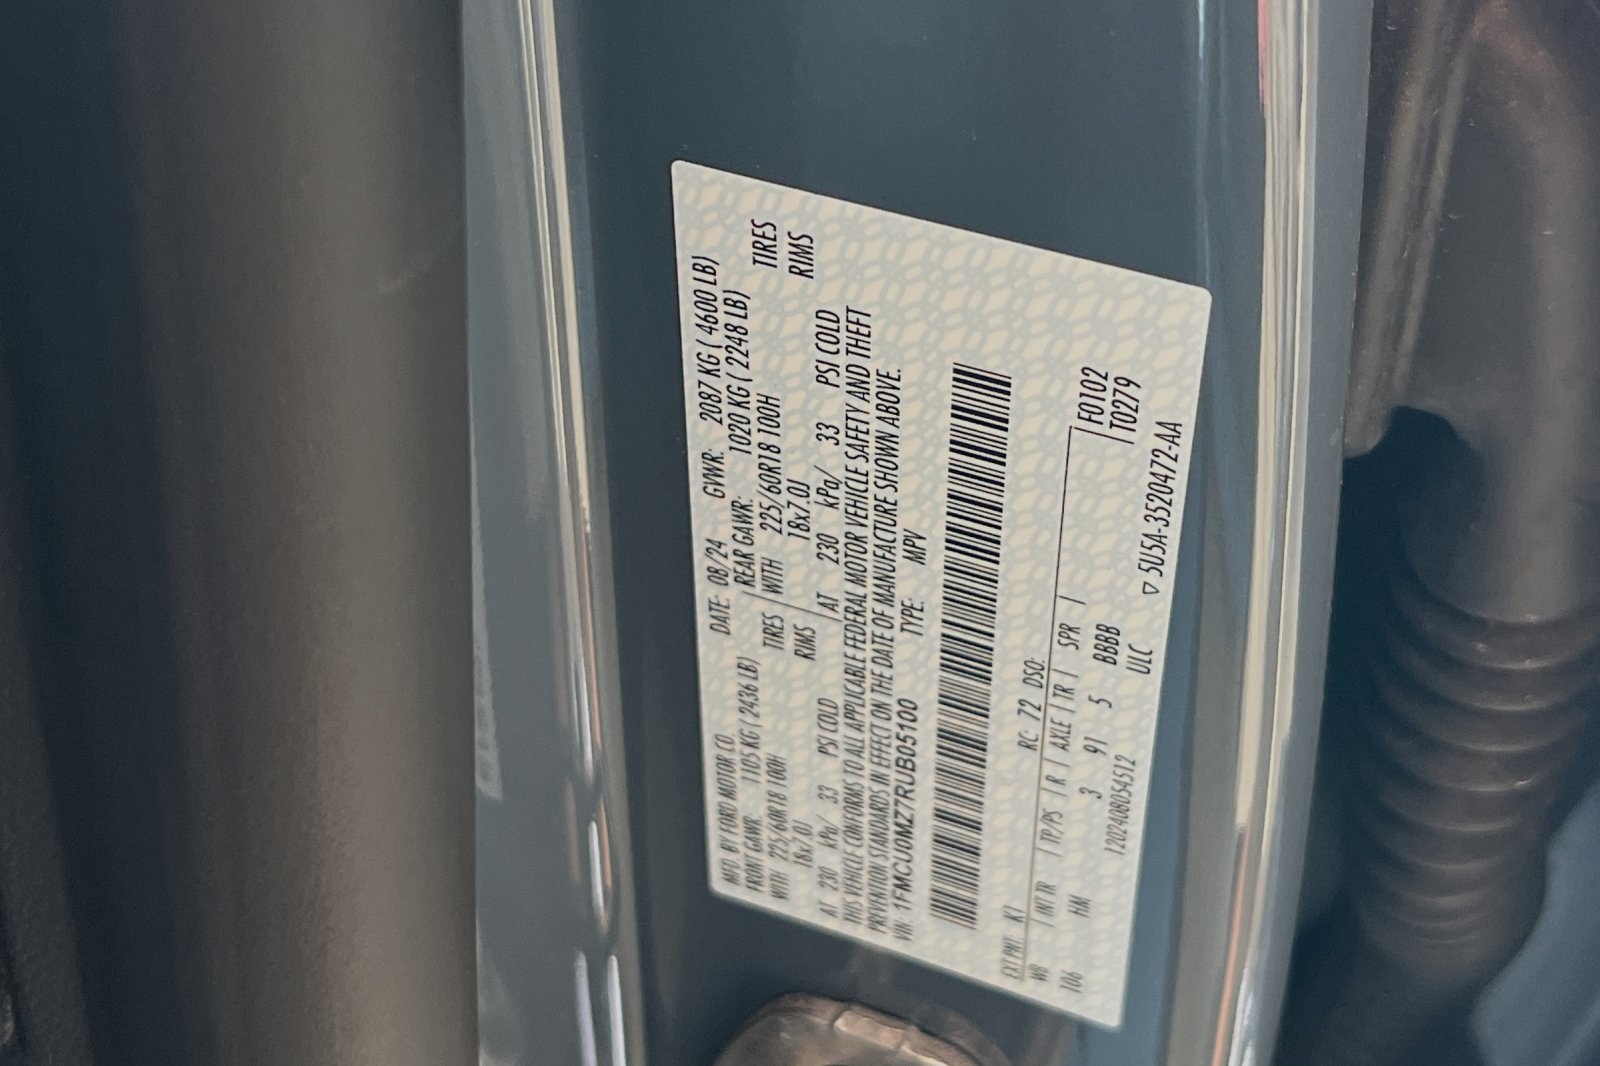 MFD. BY FORD MOTOR CO. DATE: 08/24 GVWR: 2087 KG ( 4600 LB)
FRONT GAWR: 1105 KG ( 2436 LB) REAR GAWR: 1020 KG ( 2248 LB)
WITH 225/60R18 100H TIRES WITH 225/60R18 100H TIRES
18x7.0J RIMS 18x7.0J RIMS
AT 230 kPa/ 33 PSI COLD AT 230 kPa/ 33 PSI COLD
THIS VEHICLE CONFORMS TO ALL APPLICABLE FEDERAL MOTOR VEHICLE SAFETY AND THEFT
PREVENTION STANDARDS IN EFFECT ON THE DATE OF MANUFACTURE SHOWN ABOVE.
VIN: 1FMCU0MZ7RUB05100 TYPE: MPV
EXT PNT: K1 RC: 72 DSO:
WB | INT TR | TP/PS | R | AXLE | TR | SPR | F0102
106 HM 3 91 5 BBBB T0279
1202408054512 ULC
▽ 5U5A-3520472-AA